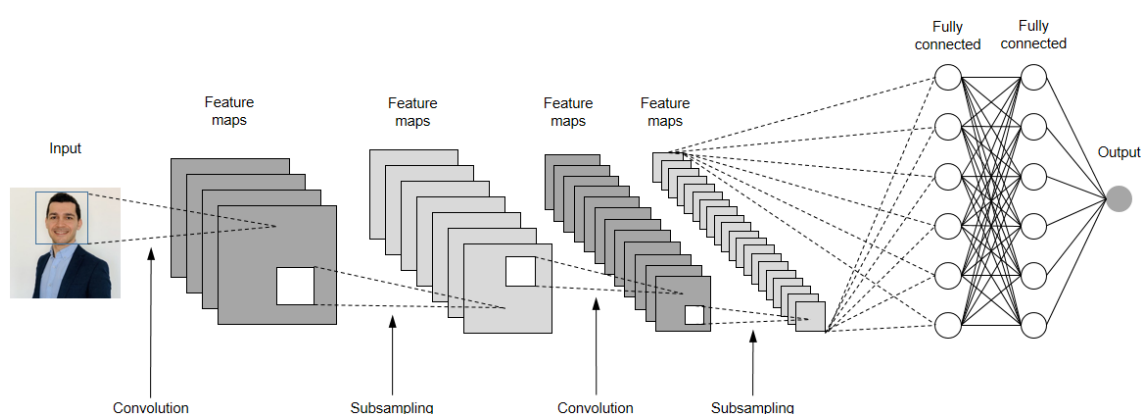 Fully
connected
Fully
connected
Feature
maps
Feature
maps
Feature
maps
Feature
maps
Input
Output
Convolution
Subsampling
Convolution
Subsampling